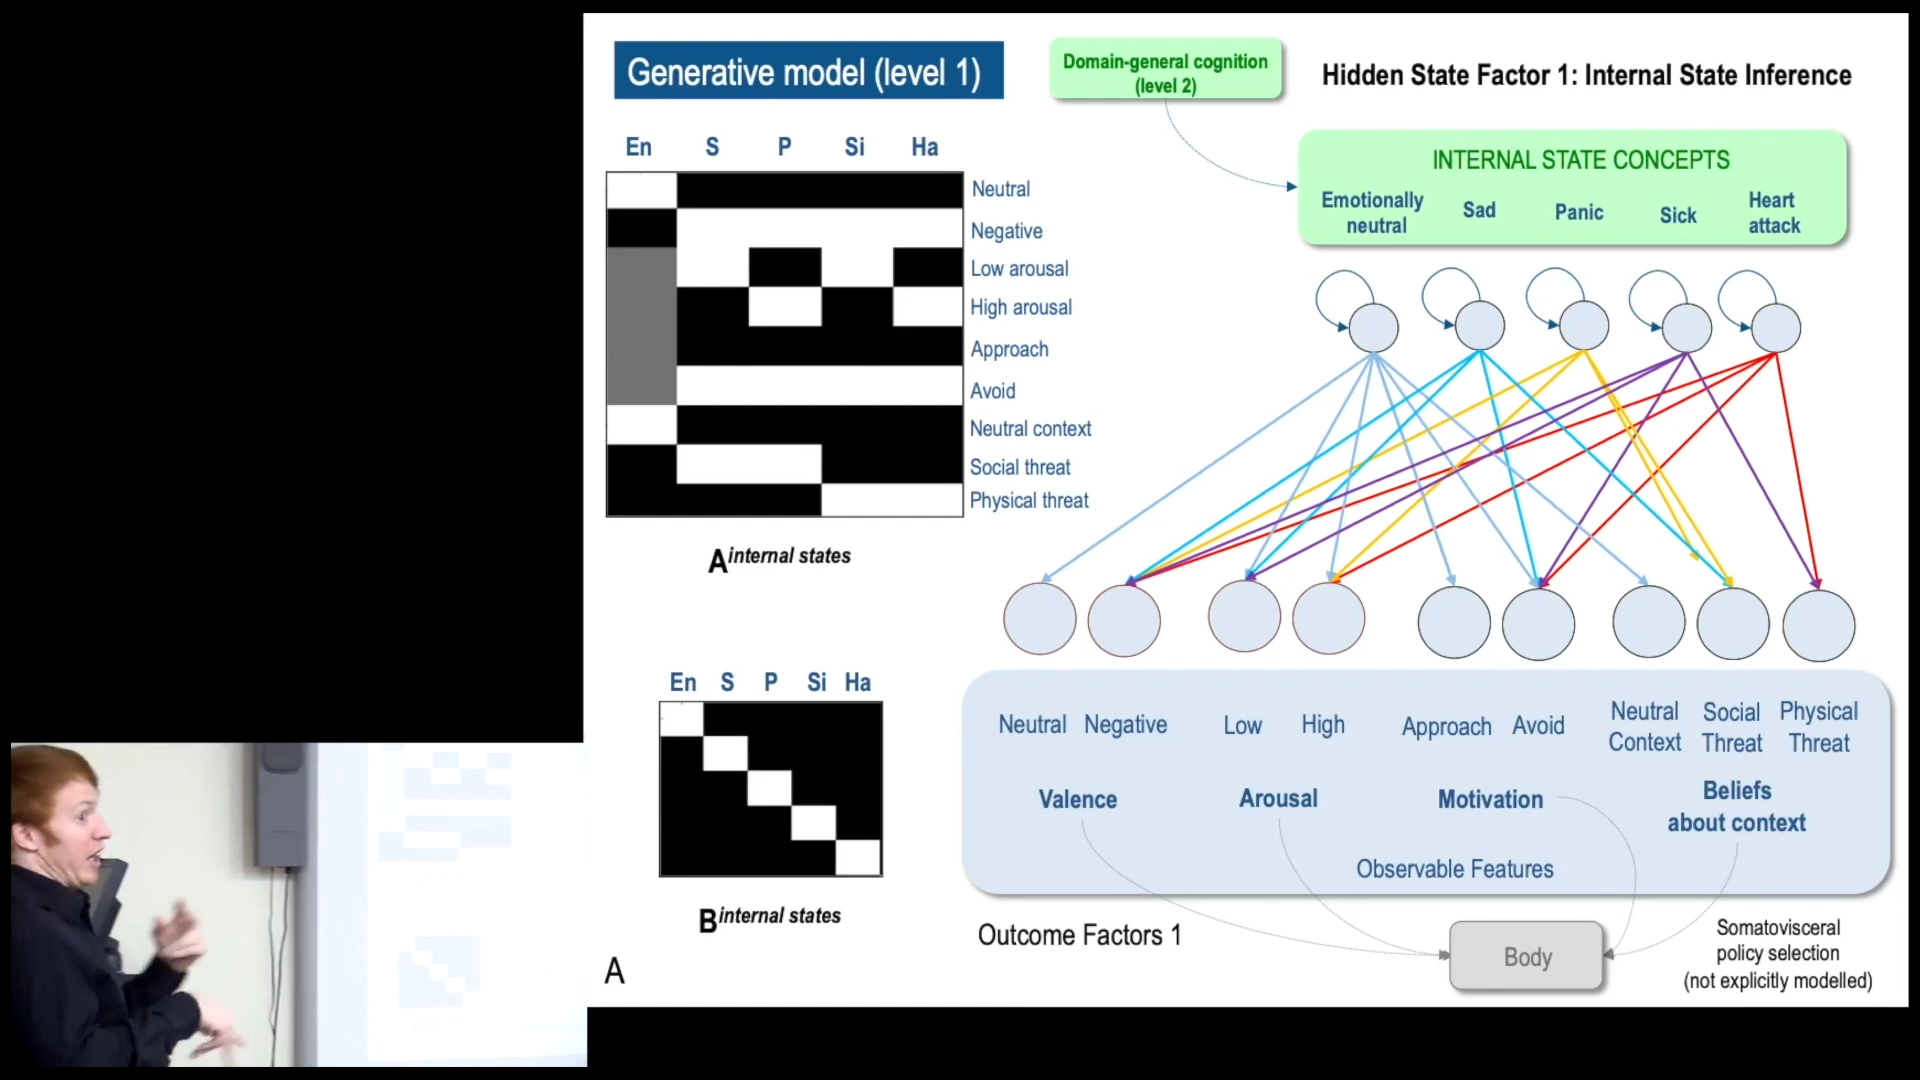 Generative model (level 1)
Domain-general cognition
(level 2)
Hidden State Factor 1: Internal State Inference
En S P Si Ha
Neutral
Negative
Low arousal
High arousal
Approach
Avoid
Neutral context
Social threat
Physical threat
A internal states
INTERNAL STATE CONCEPTS
Emotionally
neutral
Sad
Panic
Sick
Heart
attack
En S P Si Ha
B internal states
A
Neutral Negative
Low High
Approach Avoid
Neutral
Context
Social
Threat
Physical
Threat
Valence
Arousal
Motivation
Beliefs
about context
Observable Features
Outcome Factors 1
Body
Somatovisceral
policy selection
(not explicitly modelled)